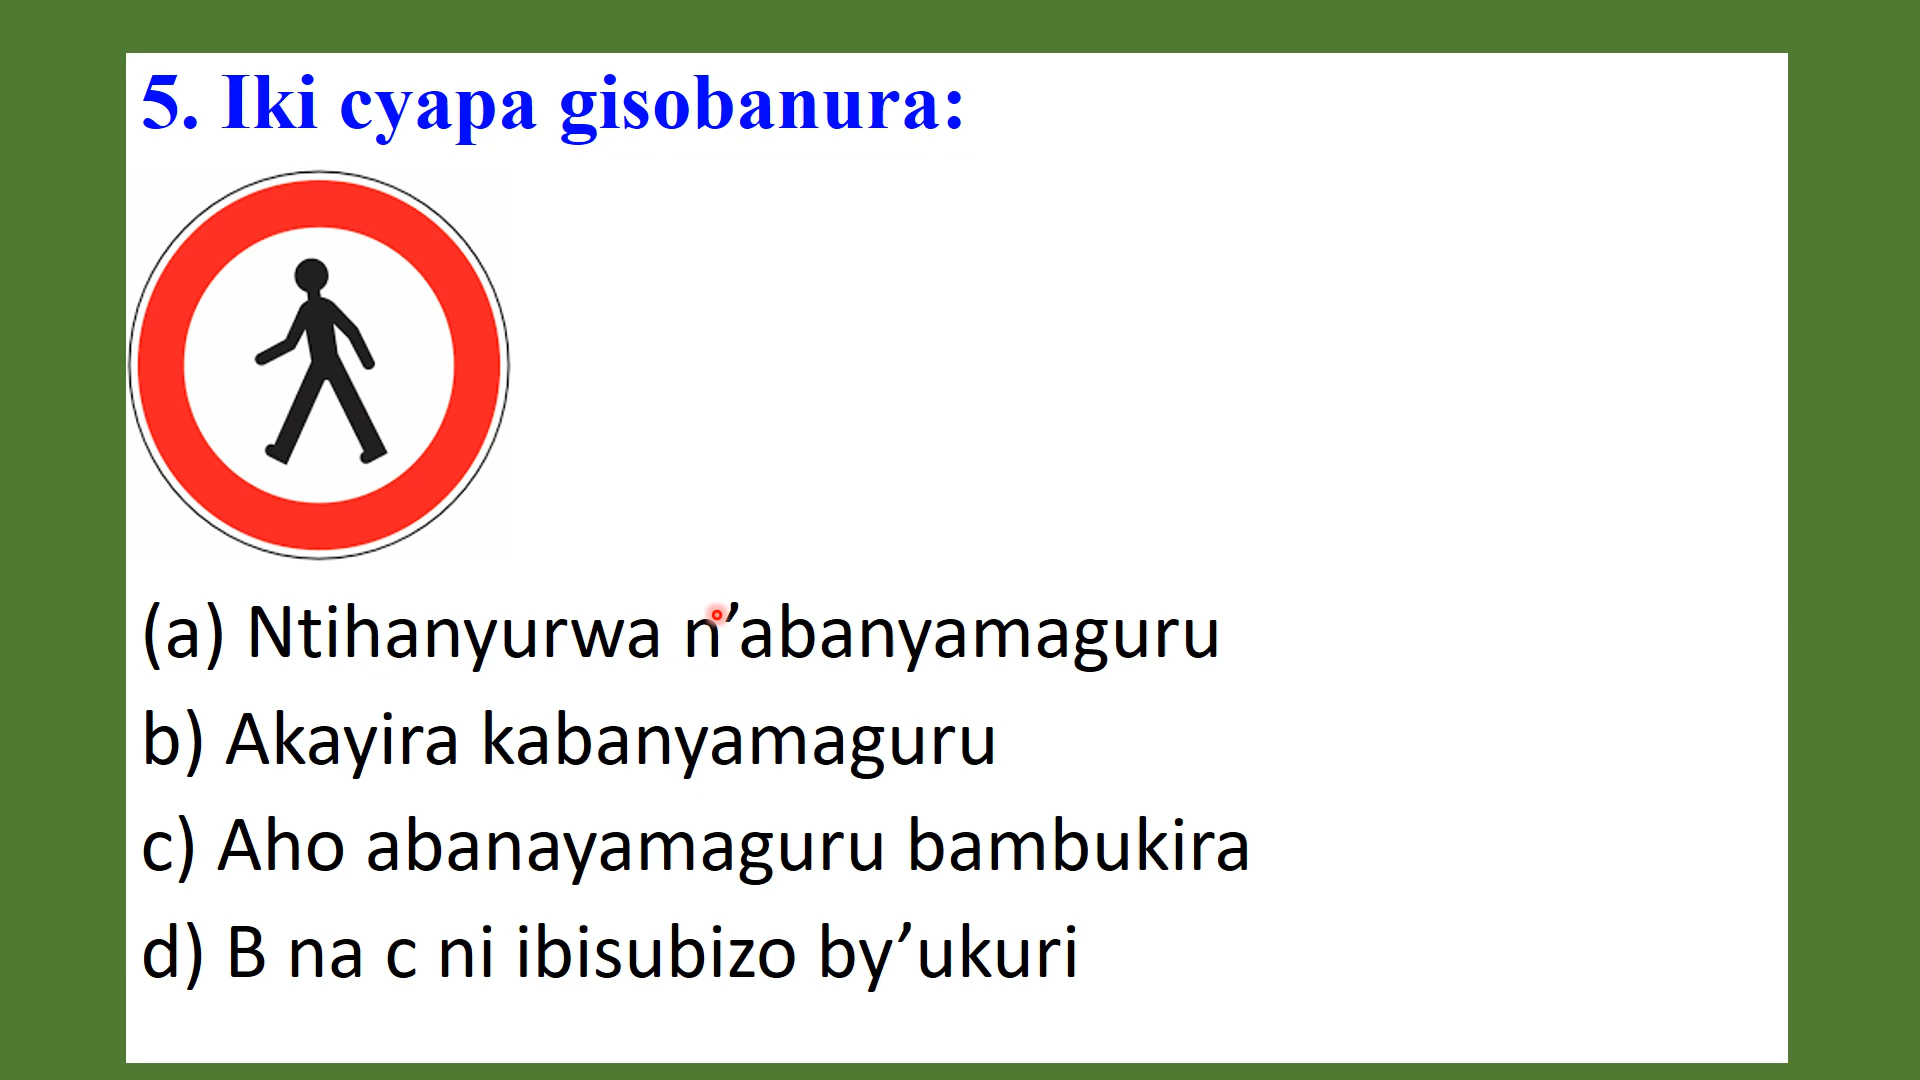 5. Iki cyapa gisobanura:
(a) Ntihanyurwa n’abanyamaguru
b) Akayira kabanyamaguru
c) Aho abanayamaguru bambukira
d) B na c ni ibisubizo by’ukuri